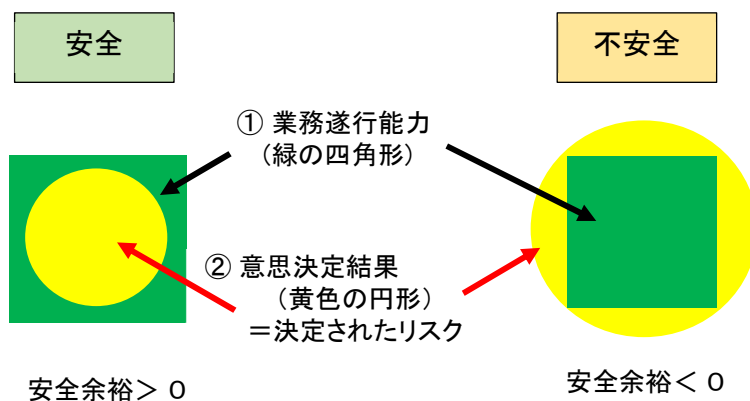 安全
不安全
① 業務遂行能力
（緑の四角形）
② 意思決定結果
（黄色の円形）
＝決定されたリスク
安全余裕＞０
安全余裕＜０